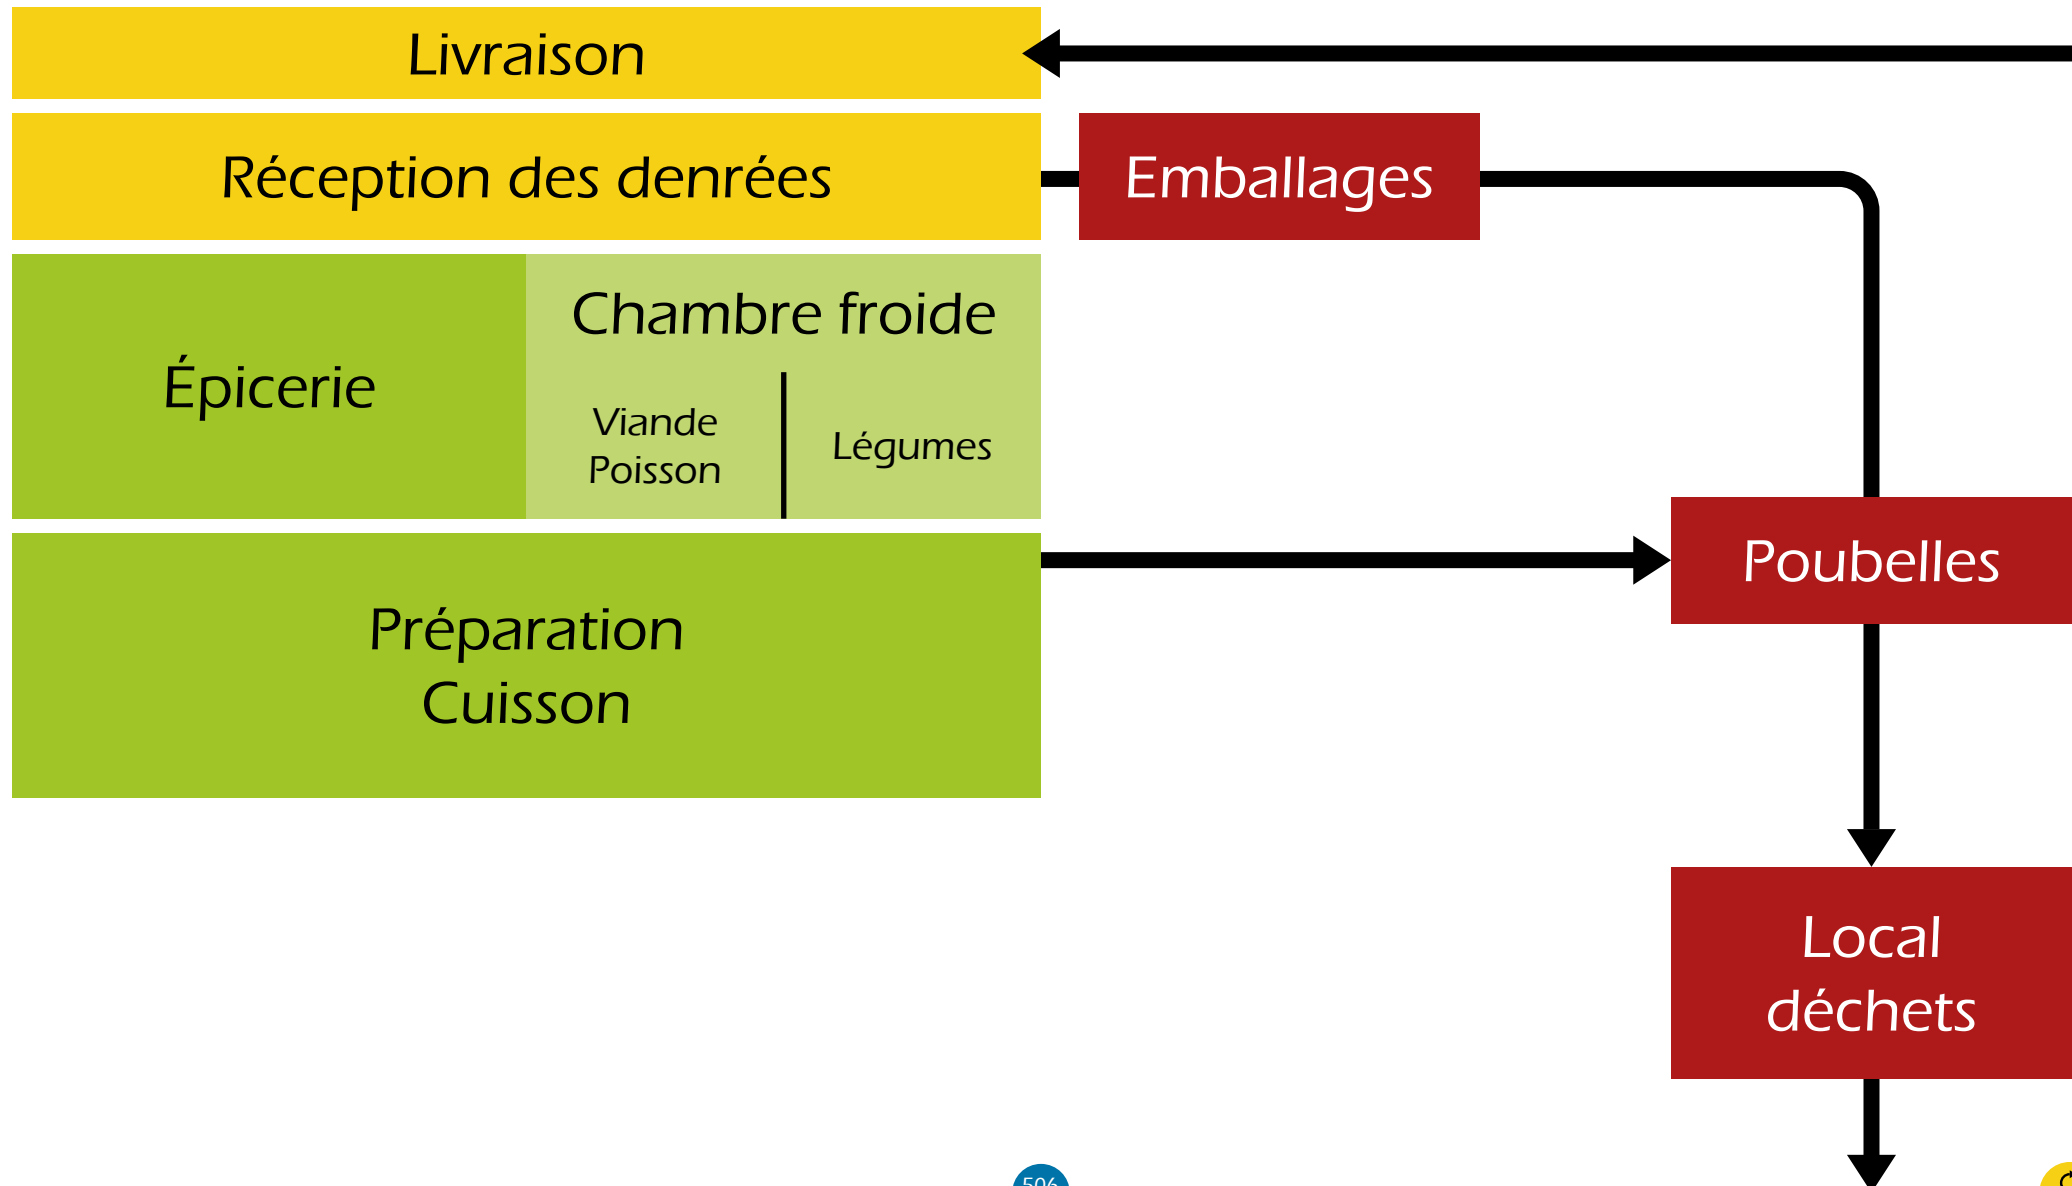 Livraison
Réception des denrées
Emballages
Épicerie
Chambre froide
Viande
Poisson
Légumes
Poubelles
Préparation
Cuisson
Local
déchets